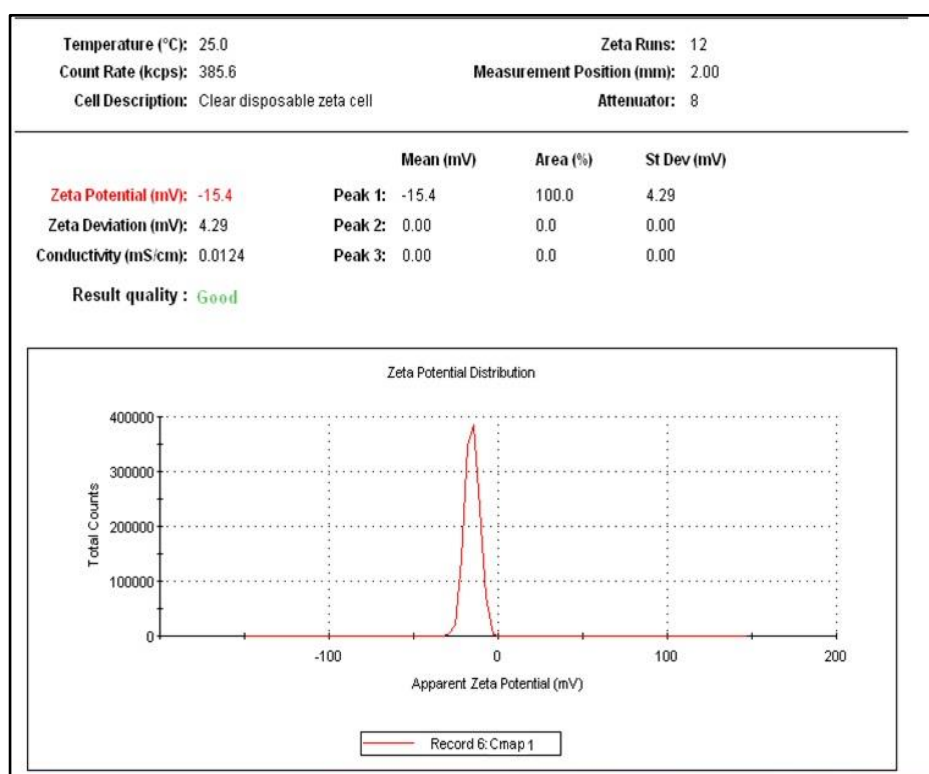 Temperature (°C): 25.0 Zeta Runs: 12
Count Rate (kcps): 385.6 Measurement Position (mm): 2.00
Cell Description: Clear disposable zeta cell Attenuator: 8
Mean (mV) Area (%) St Dev (mV)
Zeta Potential (mV): -15.4 Peak 1: -15.4 100.0 4.29
Zeta Deviation (mV): 4.29 Peak 2: 0.00 0.0 0.00
Conductivity (mS/cm): 0.0124 Peak 3: 0.00 0.0 0.00
Result quality : Good
Zeta Potential Distribution
400000
300000
200000
100000
0
Total Counts
-100 0 100 200
Apparent Zeta Potential (mV)
Record 6: Cmap 1